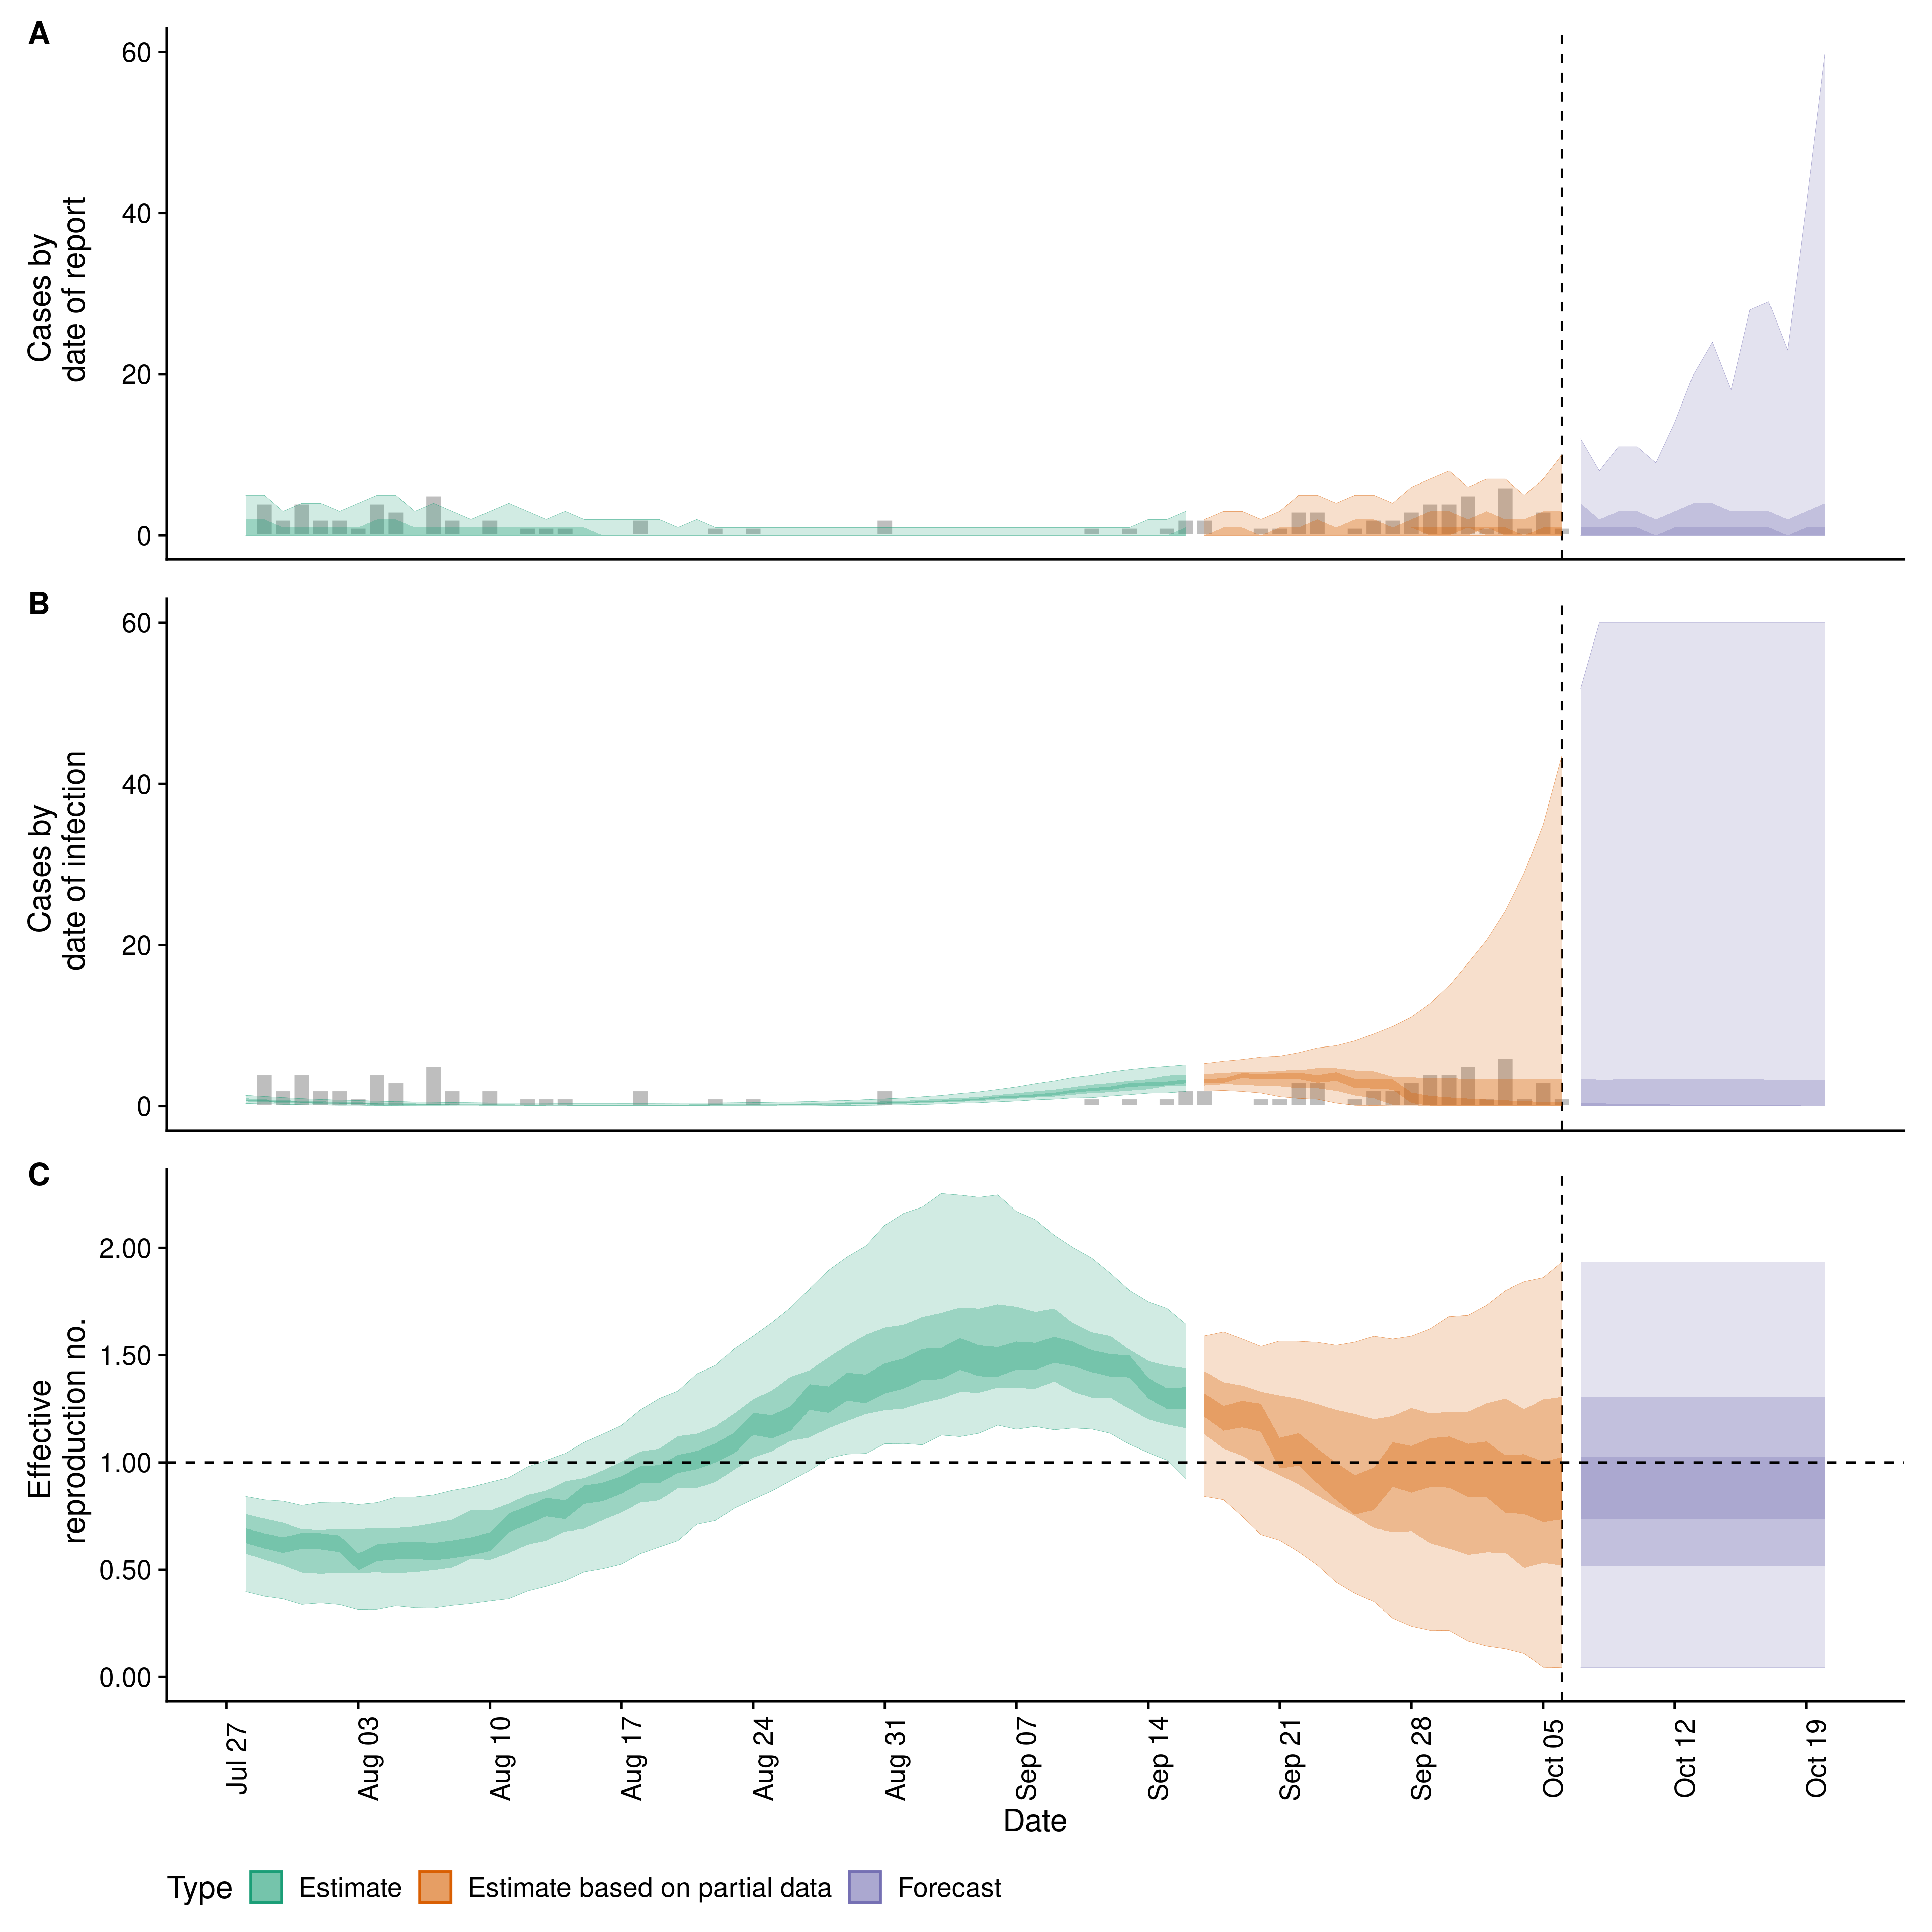 A
60
40
20
0
Cases by
date of report
B
60
40
20
0
Cases by
date of infection
C
2.00
1.50
1.00
0.50
0.00
Effective
reproduction no.
Jul 27
Aug 03
Aug 10
Aug 17
Aug 24
Aug 31
Sep 07
Sep 14
Sep 21
Sep 28
Oct 05
Oct 12
Oct 19
Date
Type
Estimate
Estimate based on partial data
Forecast